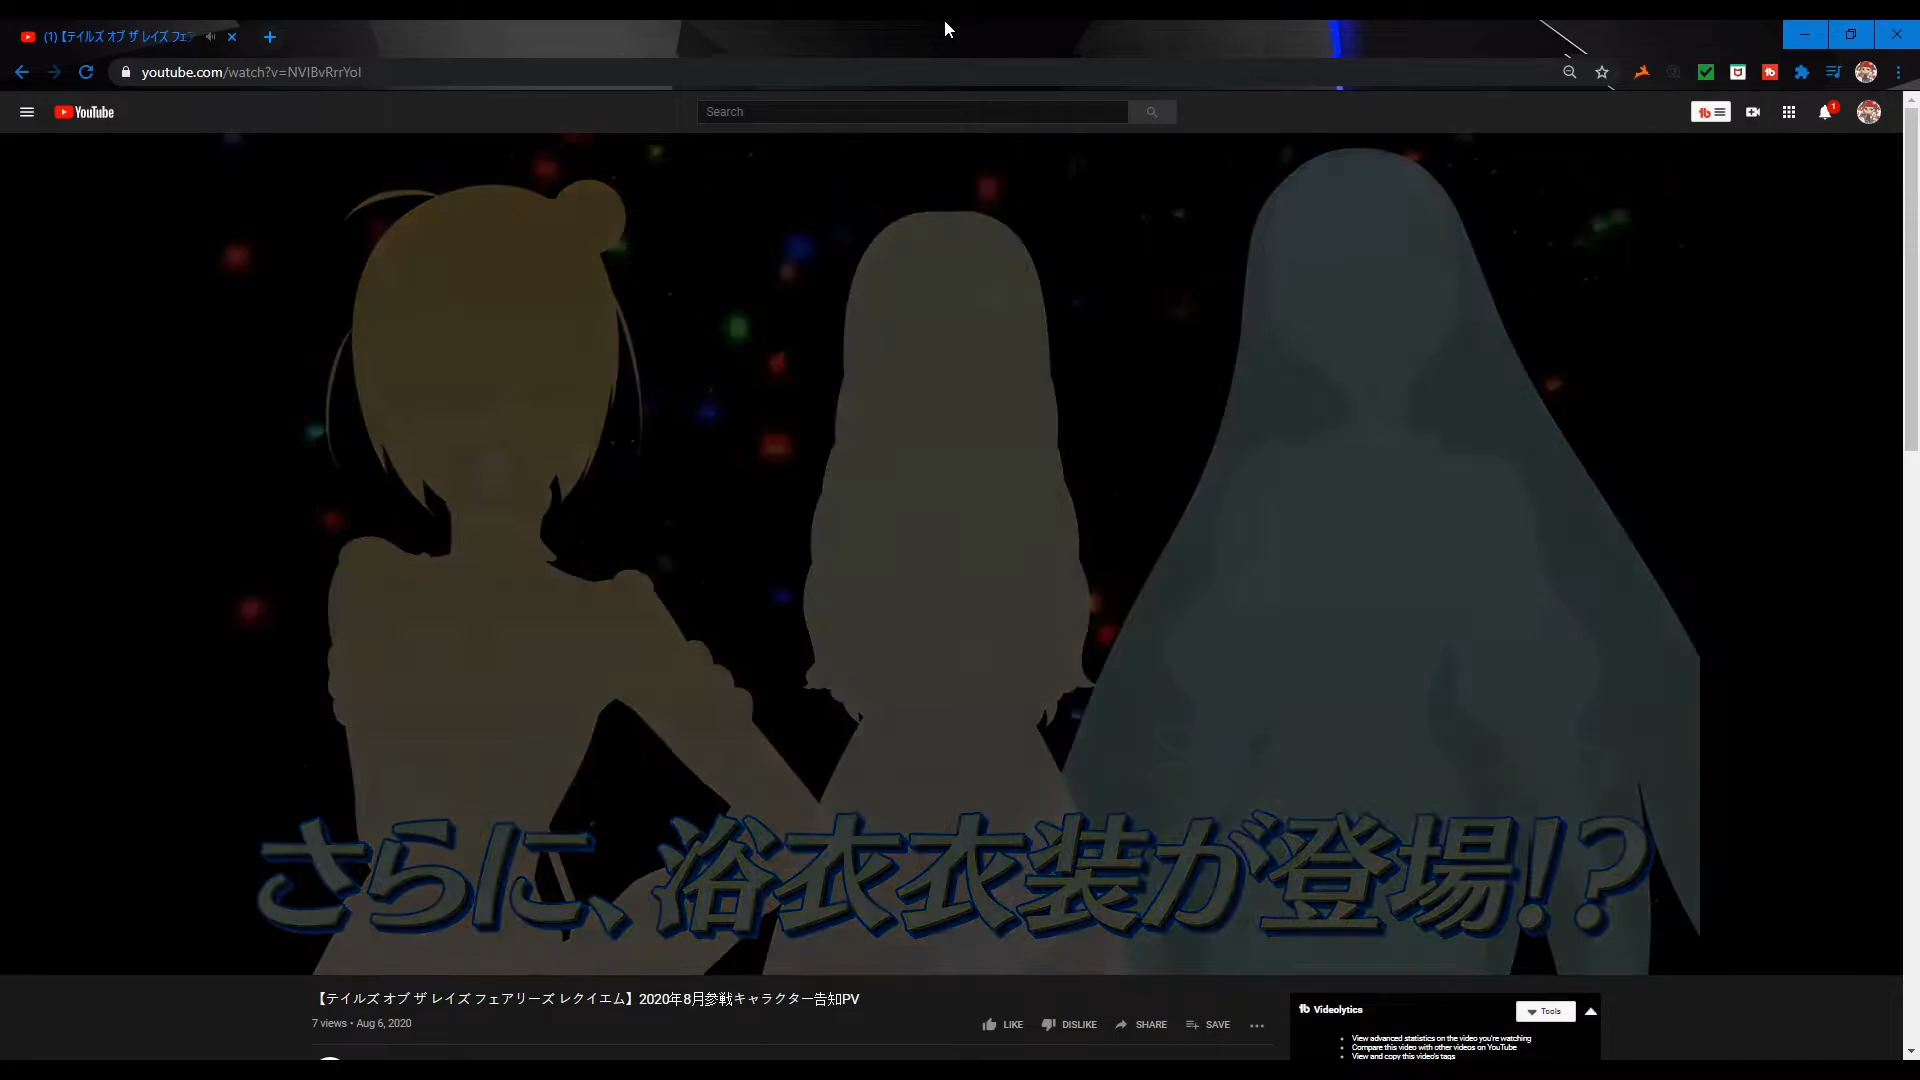 (1)【テイルズ オブ ザ レイズ フェア
youtube.com/watch?v=NVIBvRrrYoI
YouTube
Search
1
さらに、浴衣衣装が登場!?
【テイルズ オブ ザ レイズ フェアリーズ レクイエム】2020年8月参戦キャラクター告知PV
7 views • Aug 6, 2020
LIKE
DISLIKE
SHARE
SAVE
Videolytics
Tools
View advanced statistics on the video you're watching
Compare this video with other videos on YouTube
View and copy this video's tags